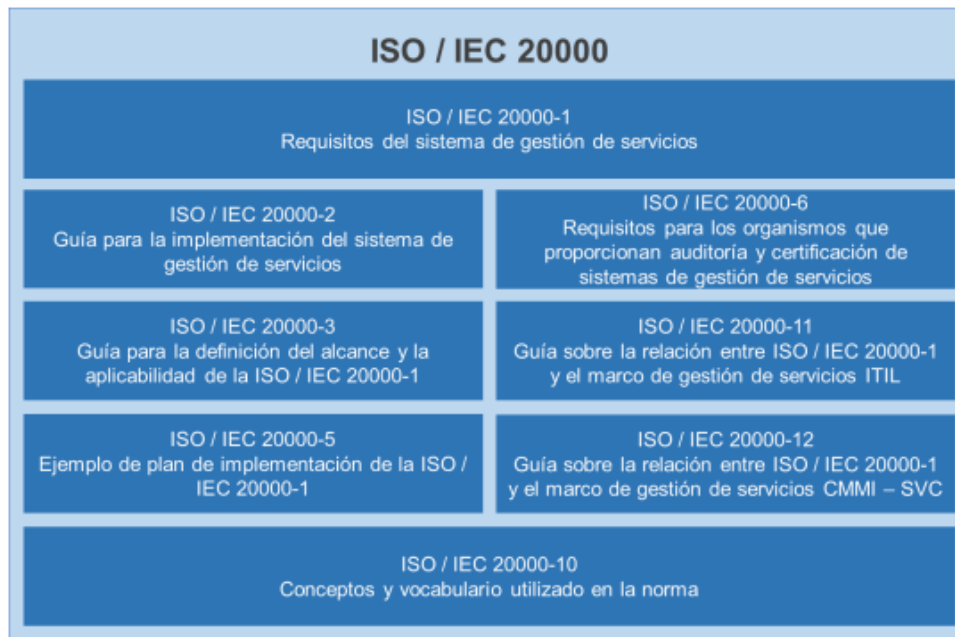 ISO / IEC 20000
ISO / IEC 20000-1
Requisitos del sistema de gestión de servicios
ISO / IEC 20000-2
Guía para la implementación del sistema de
gestión de servicios
ISO / IEC 20000-6
Requisitos para los organismos que
proporcionan auditoría y certificación de
sistemas de gestión de servicios
ISO / IEC 20000-3
Guía para la definición del alcance y la
aplicabilidad de la ISO / IEC 20000-1
ISO / IEC 20000-11
Guía sobre la relación entre ISO / IEC 20000-1
y el marco de gestión de servicios ITIL
ISO / IEC 20000-5
Ejemplo de plan de implementación de la ISO /
IEC 20000-1
ISO / IEC 20000-12
Guía sobre la relación entre ISO / IEC 20000-1
y el marco de gestión de servicios CMMI – SVC
ISO / IEC 20000-10
Conceptos y vocabulario utilizado en la norma